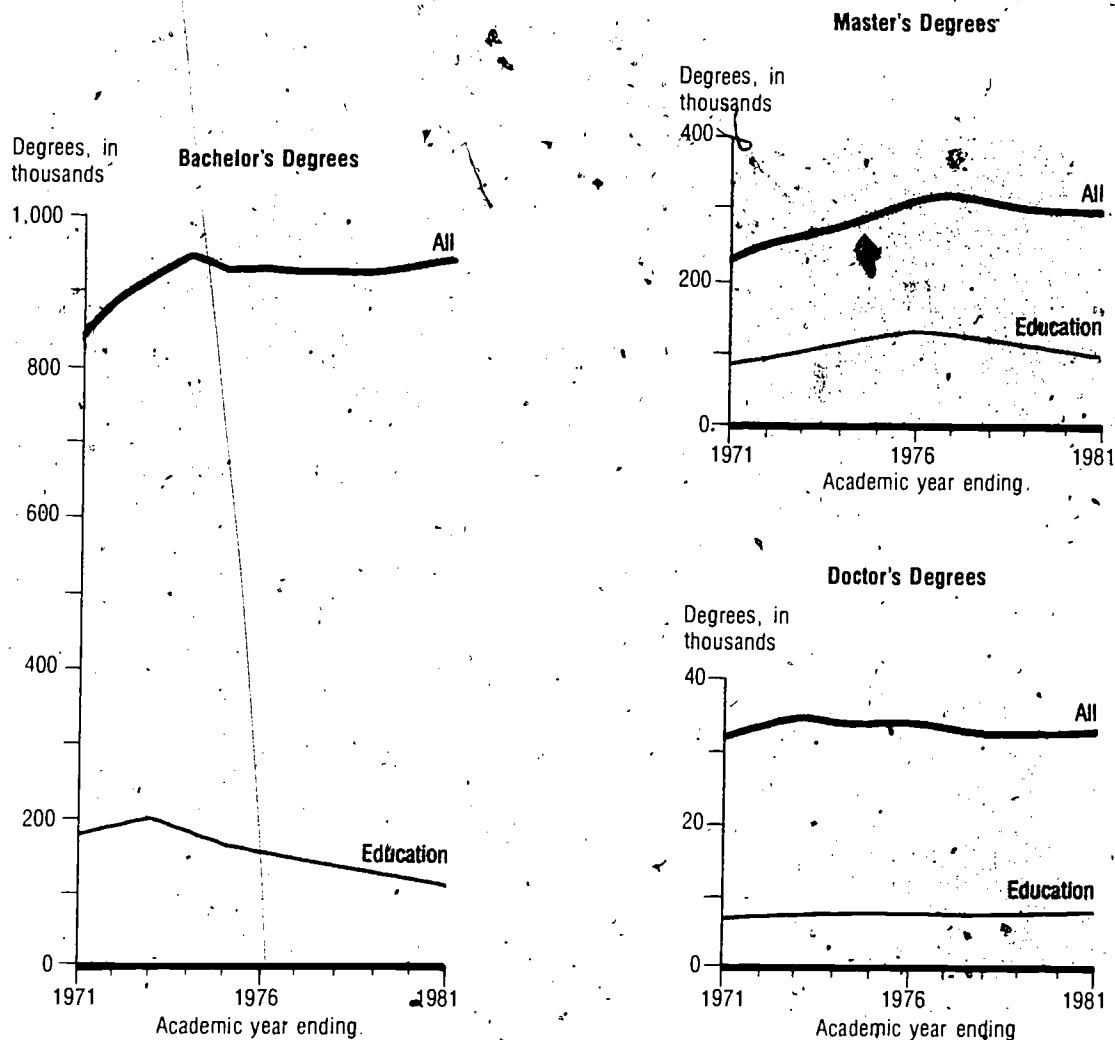 Bachelor's Degrees
Degrees, in
thousands
1,000
800
600
400
200
0
All
Education
1971
1976
1981
Academic year ending
Master's Degrees
Degrees, in
thousands
400
200
0
All
Education
1971
1976
1981
Academic year ending
Doctor's Degrees
Degrees, in
thousands
40
20
0
All
Education
1971
1976
1981
Academic year ending